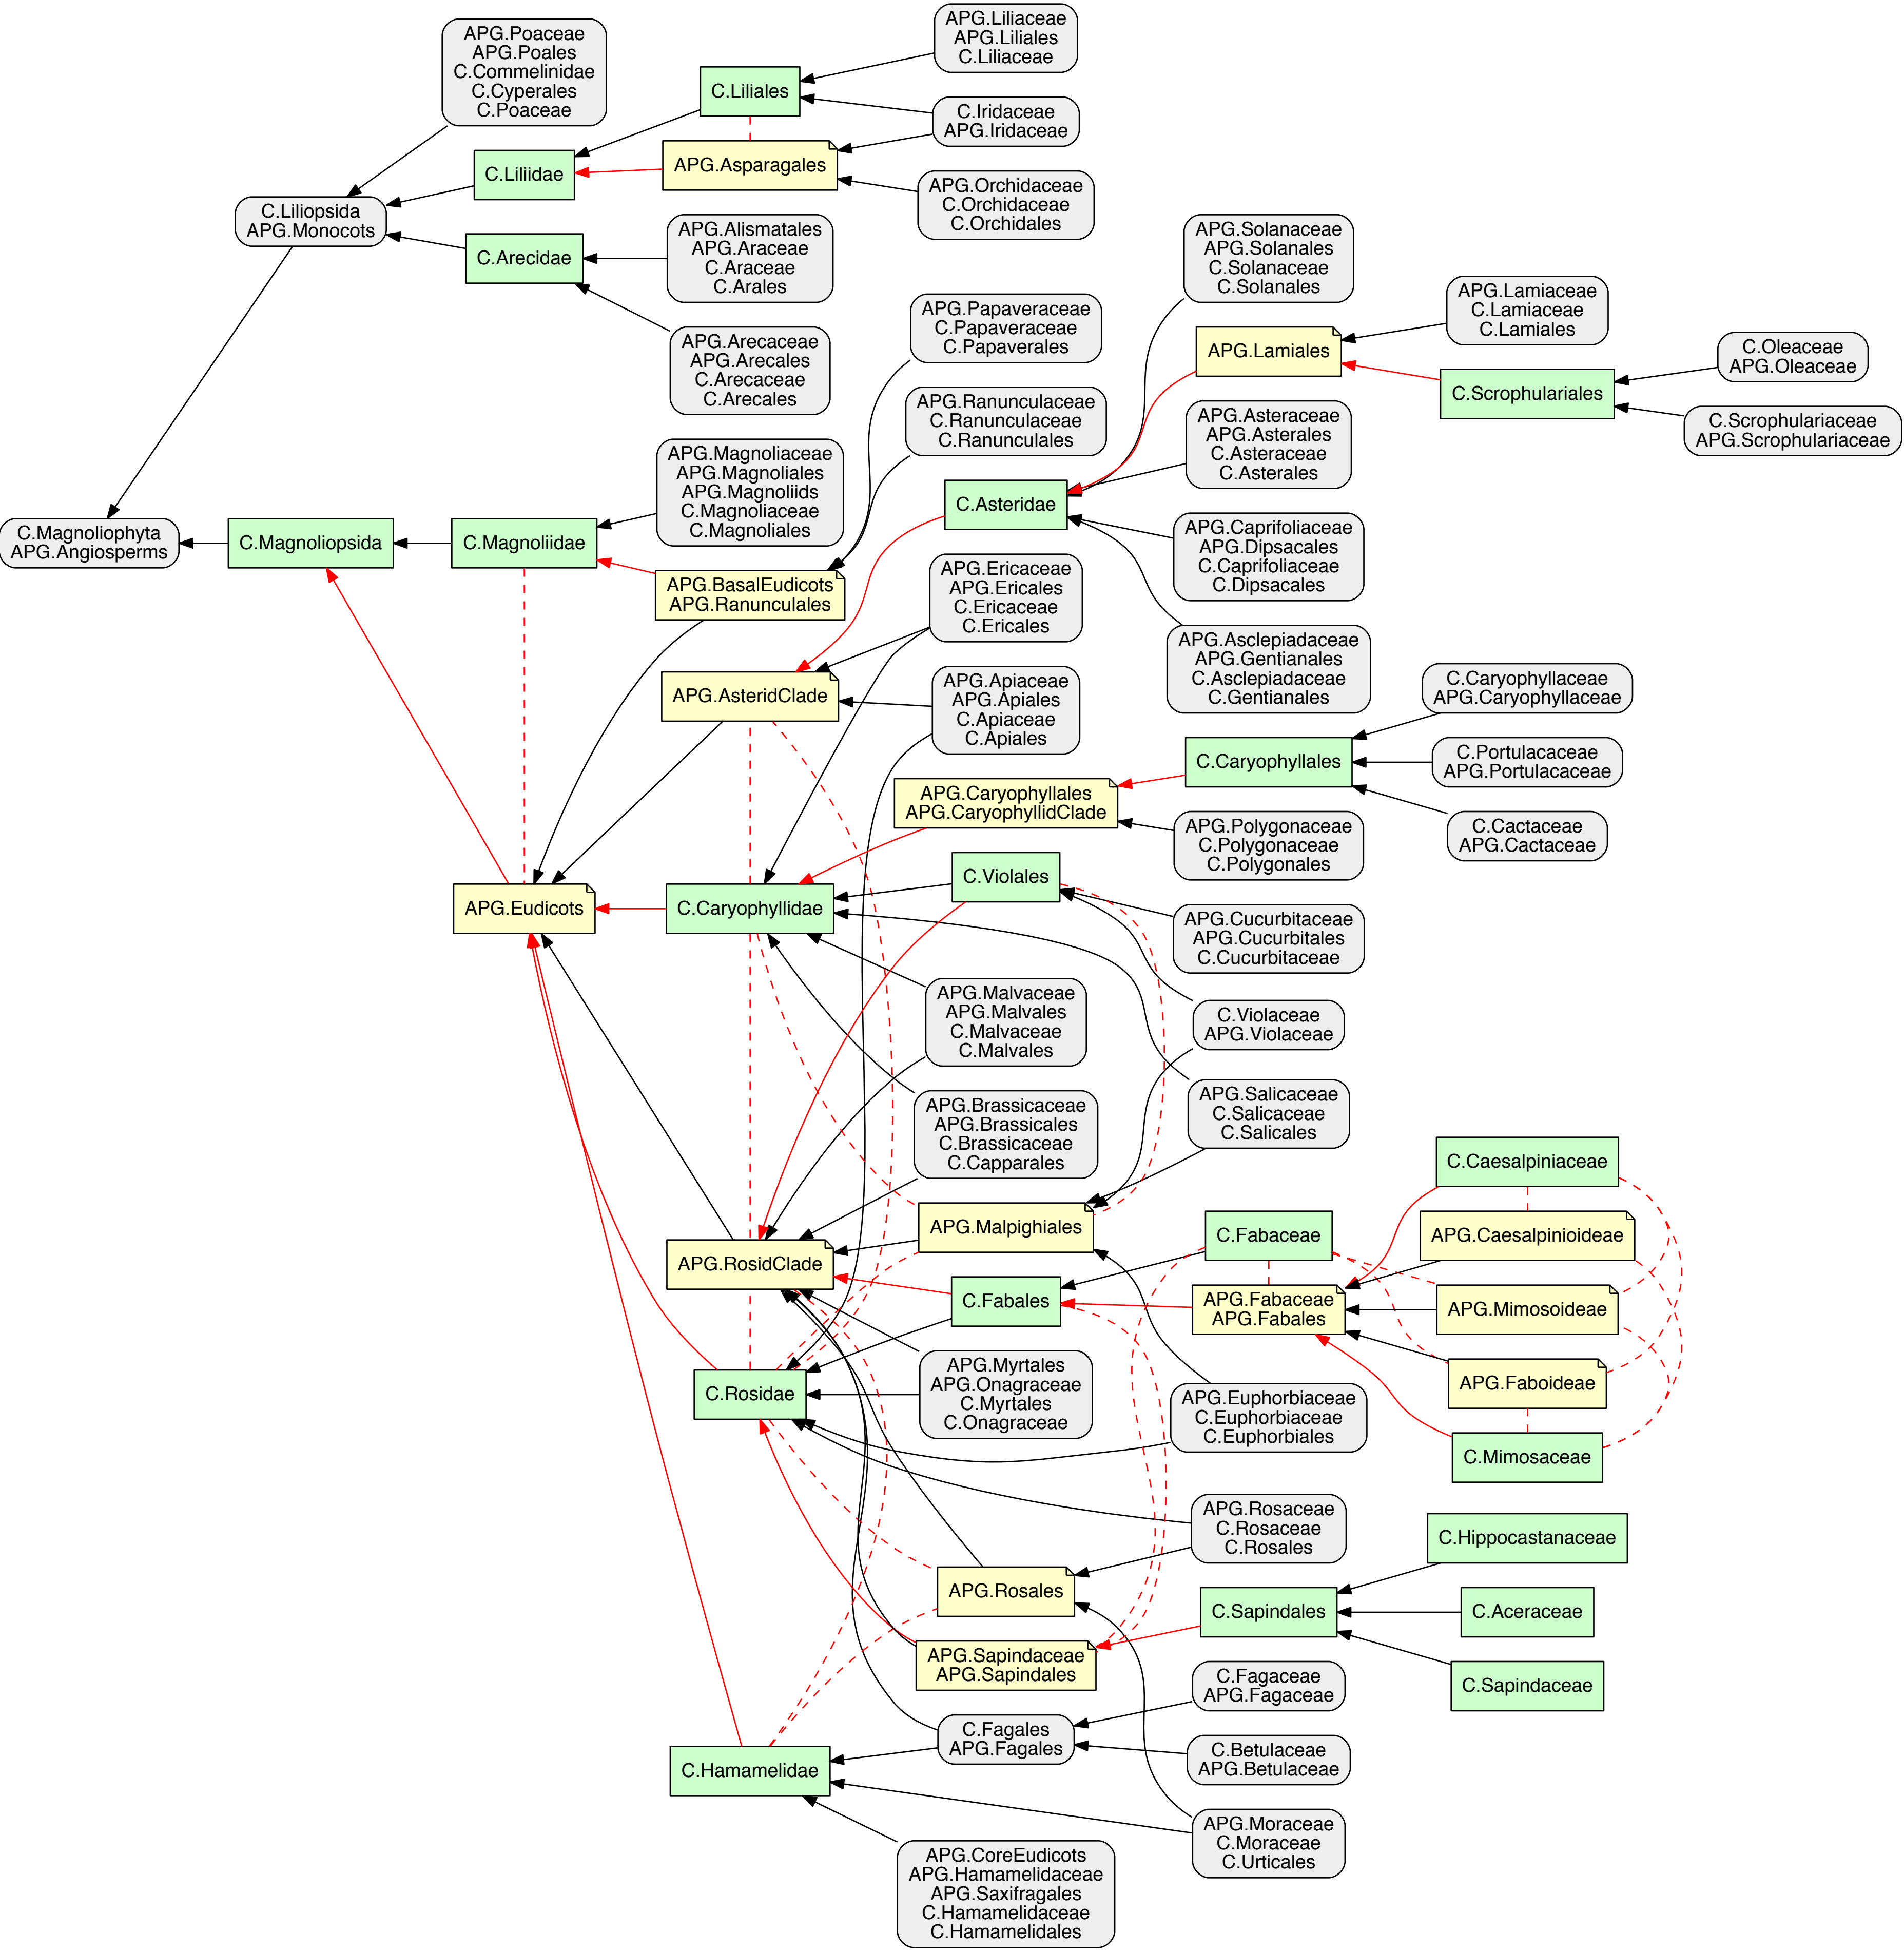 APG.Poaceae
APG.Poales
C.Commelinidae
C.Cyperales
C.Poaceae
C.Liliales
APG.Liliaceae
APG.Liliales
C.Liliaceae
C.Iridaceae
APG.Iridaceae
C.Liliidae
APG.Asparagales
APG.Orchidaceae
C.Orchidaceae
C.Orchidales
C.Liliopsida
APG.Monocots
C.Arecidae
APG.Alismatales
APG.Araceae
C.Araceae
C.Arales
APG.Arecaceae
APG.Arecales
C.Arecaceae
C.Arecales
APG.Papaveraceae
C.Papaveraceae
C.Papaverales
APG.Ranunculaceae
C.Ranunculaceae
C.Ranunculales
APG.Solanaceae
APG.Solanales
C.Solanaceae
C.Solanales
APG.Lamiales
APG.Lamiaceae
C.Lamiaceae
C.Lamiales
C.Scrophulariales
C.Oleaceae
APG.Oleaceae
C.Scrophulariaceae
APG.Scrophulariaceae
APG.Asteraceae
APG.Asterales
C.Asteraceae
C.Asterales
C.Magnoliophyta
APG.Angiosperms
C.Magnoliopsida
C.Magnoliidae
APG.Magnoliaceae
APG.Magnoliales
APG.Magnoliids
C.Magnoliaceae
C.Magnoliales
C.Asteridae
APG.Caprifoliaceae
APG.Dipsacales
C.Caprifoliaceae
C.Dipsacales
APG.BasalEudicots
APG.Ranunculales
APG.Ericaceae
APG.Ericales
C.Ericaceae
C.Ericales
APG.Asclepiadaceae
APG.Gentianales
C.Asclepiadaceae
C.Gentianales
APG.AsteridClade
APG.Apiaceae
APG.Apiales
C.Apiaceae
C.Apiales
C.Caryophyllaceae
APG.Caryophyllaceae
C.Caryophyllales
C.Portulacaceae
APG.Portulacaceae
APG.Caryophyllales
APG.CaryophyllidClade
APG.Polygonaceae
C.Polygonaceae
C.Polygonales
C.Cactaceae
APG.Cactaceae
APG.Eudicots
C.Caryophyllidae
C.Violales
APG.Cucurbitaceae
APG.Cucurbitales
C.Cucurbitaceae
APG.Malvaceae
APG.Malvales
C.Malvaceae
C.Malvales
C.Violaceae
APG.Violaceae
APG.Brassicaceae
APG.Brassicales
C.Brassicaceae
C.Capparales
APG.Salicaceae
C.Salicaceae
C.Salicales
C.Caesalpiniaceae
APG.Malpighiales
C.Fabaceae
APG.Caesalpinioideae
APG.RosidClade
C.Fabales
APG.Fabaceae
APG.Fabales
APG.Mimosoideae
APG.Faboideae
C.Rosidae
APG.Myrtales
APG.Onagraceae
C.Myrtales
C.Onagraceae
APG.Euphorbiaceae
C.Euphorbiaceae
C.Euphorbiales
C.Mimosaceae
APG.Rosaceae
C.Rosaceae
C.Rosales
C.Hippocastanaceae
APG.Rosales
C.Sapindales
C.Aceraceae
APG.Sapindaceae
APG.Sapindales
C.Fagaceae
APG.Fagaceae
C.Sapindaceae
C.Fagales
APG.Fagales
C.Betulaceae
APG.Betulaceae
C.Hamamelidae
APG.Moraceae
C.Moraceae
C.Urticales
APG.CoreEudicots
APG.Hamamelidaceae
APG.Saxifragales
C.Hamamelidaceae
C.Hamamelidales